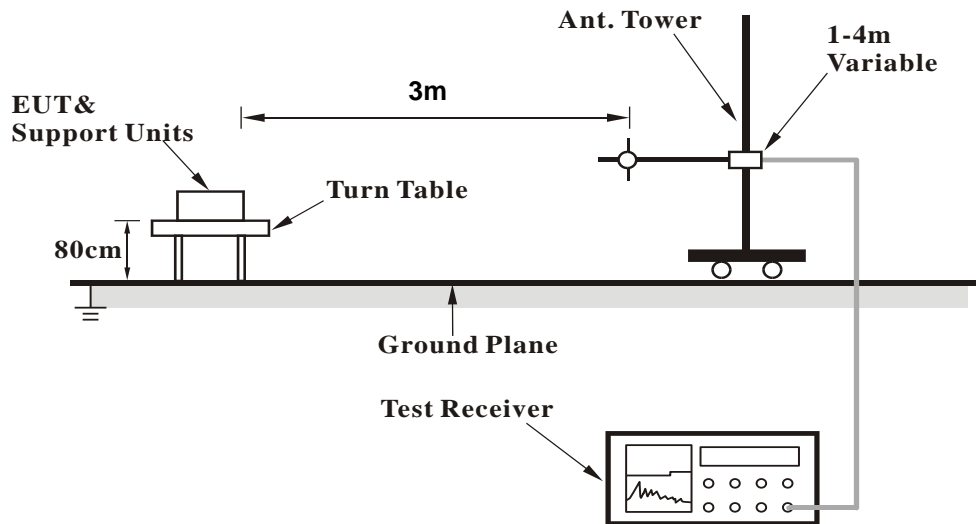 Ant. Tower
1-4m
Variable
3m
EUT&
Support Units
Turn Table
80cm
Ground Plane
Test Receiver